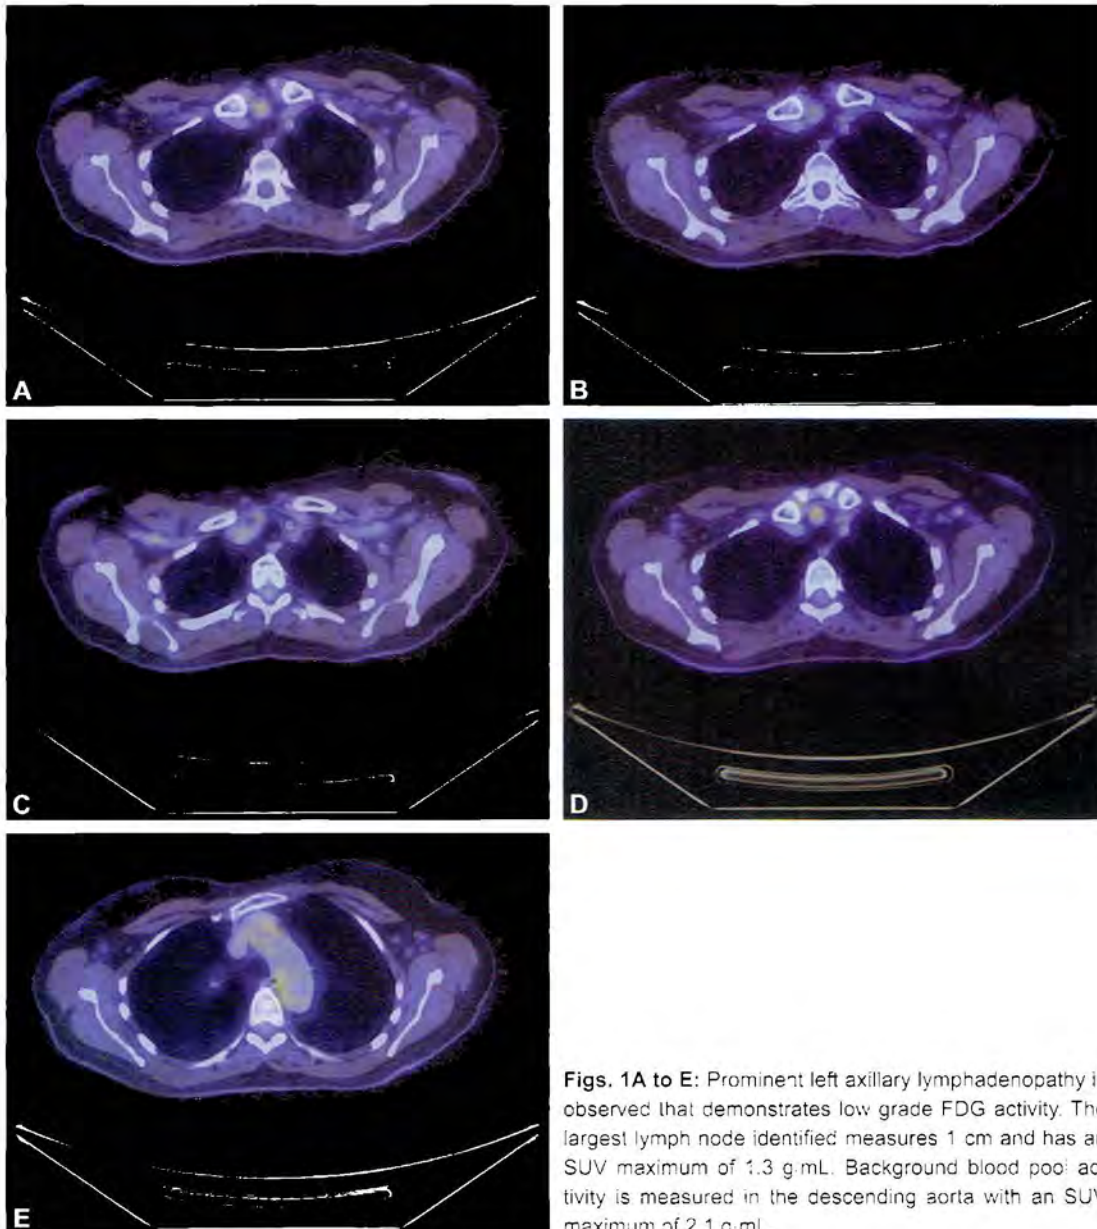 A
B
C
D
E
Figs. 1A to E: Prominent left axillary lymphadenopathy i
observed that demonstrates low grade FDG activity. The
largest lymph node identified measures 1 cm and has an
SUV maximum of 1.3 g.mL. Background blood pool ac
tivity is measured in the descending aorta with an SUV
maximum of 2.1 g.ml